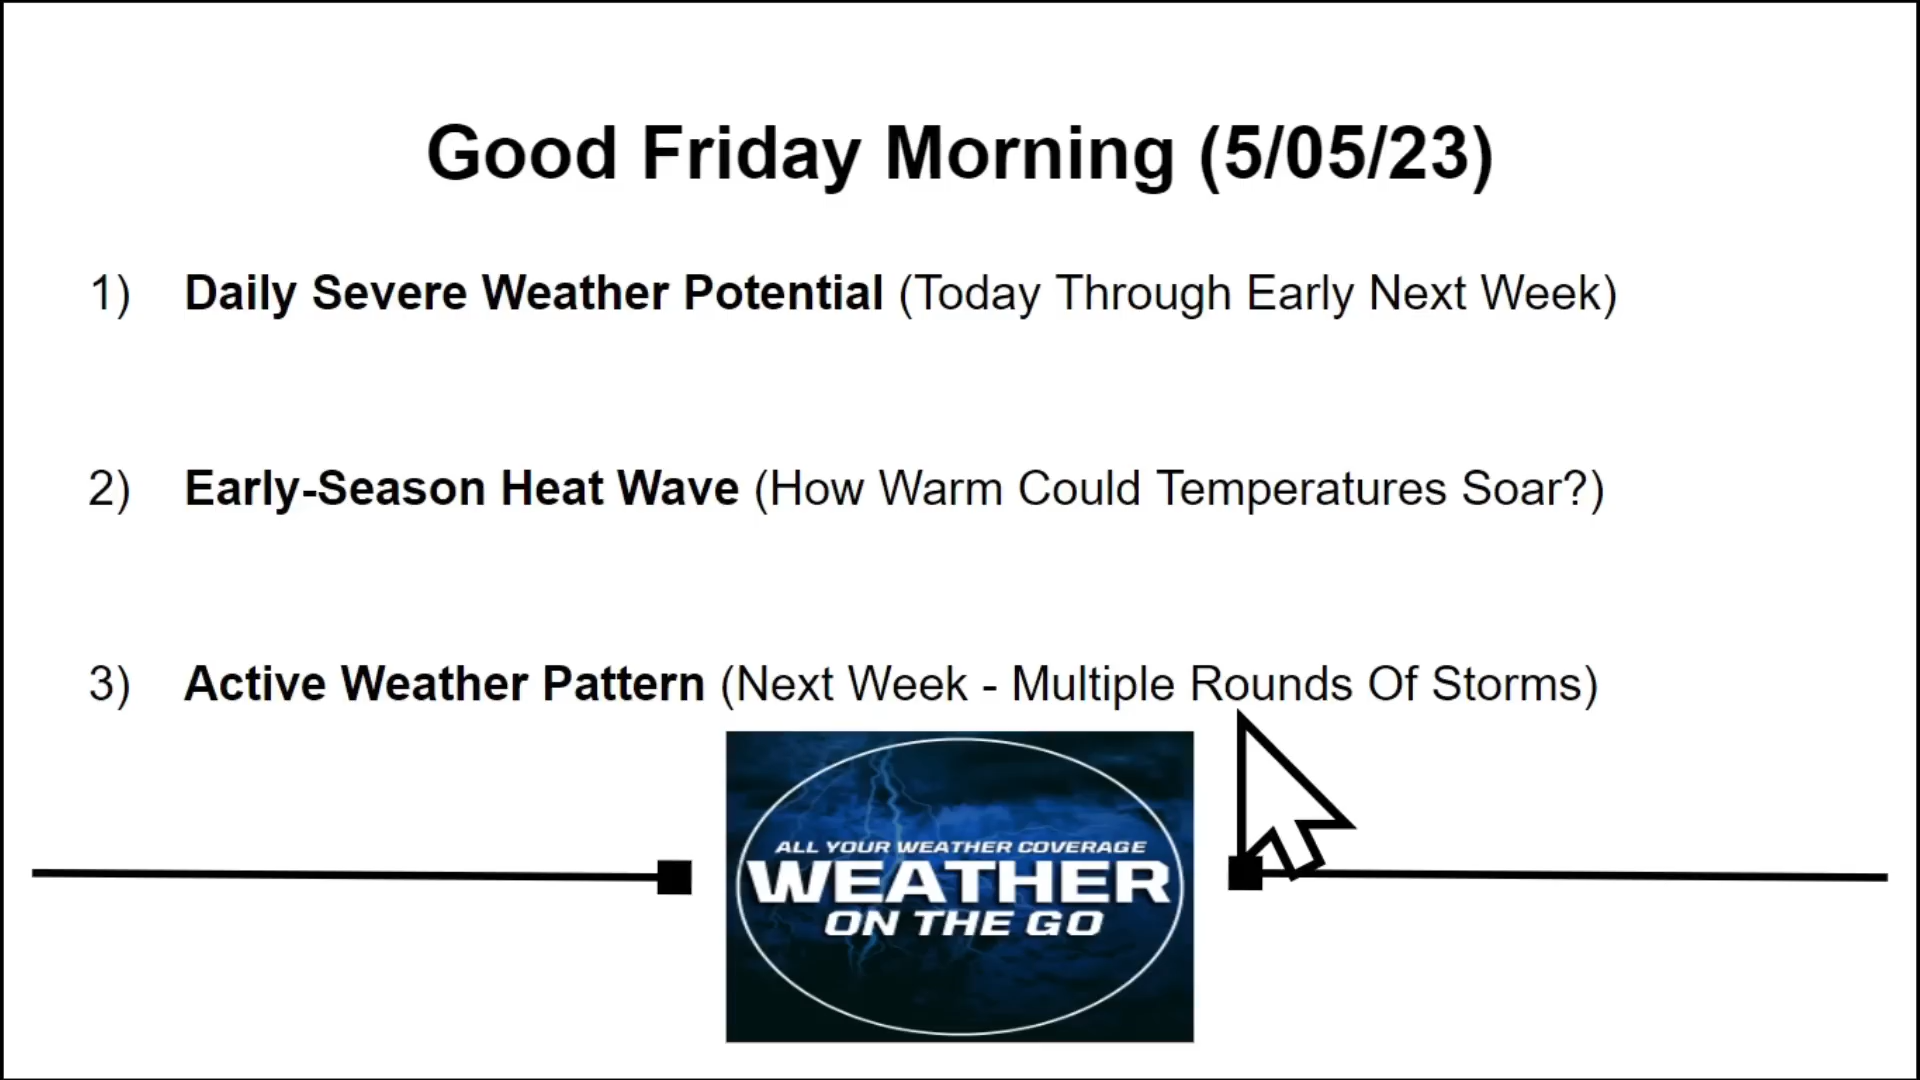 Good Friday Morning (5/05/23)
1) Daily Severe Weather Potential (Today Through Early Next Week)
2) Early-Season Heat Wave (How Warm Could Temperatures Soar?)
3) Active Weather Pattern (Next Week - Multiple Rounds Of Storms)
ALL YOUR WEATHER COVERAGE
WEATHER
ON THE GO